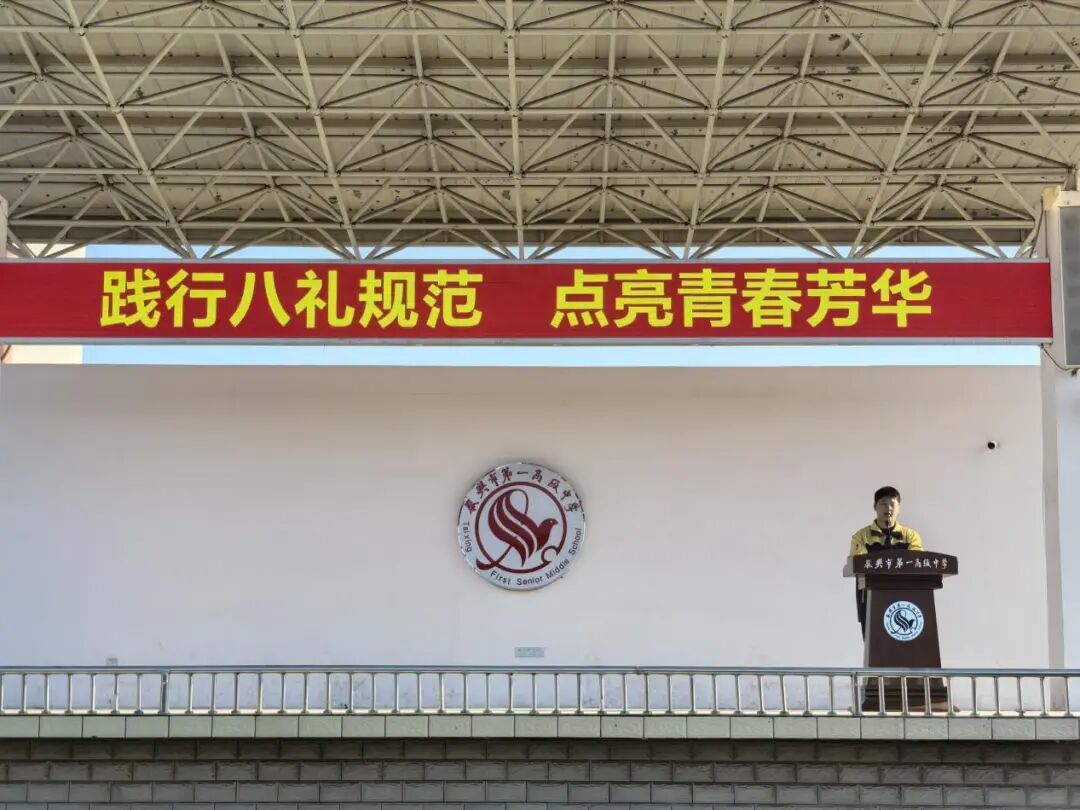 践行八礼规范 点亮青春芳华
泰兴市第一高级中学
Taixing First Senior Middle School
泰兴市第一高级中学